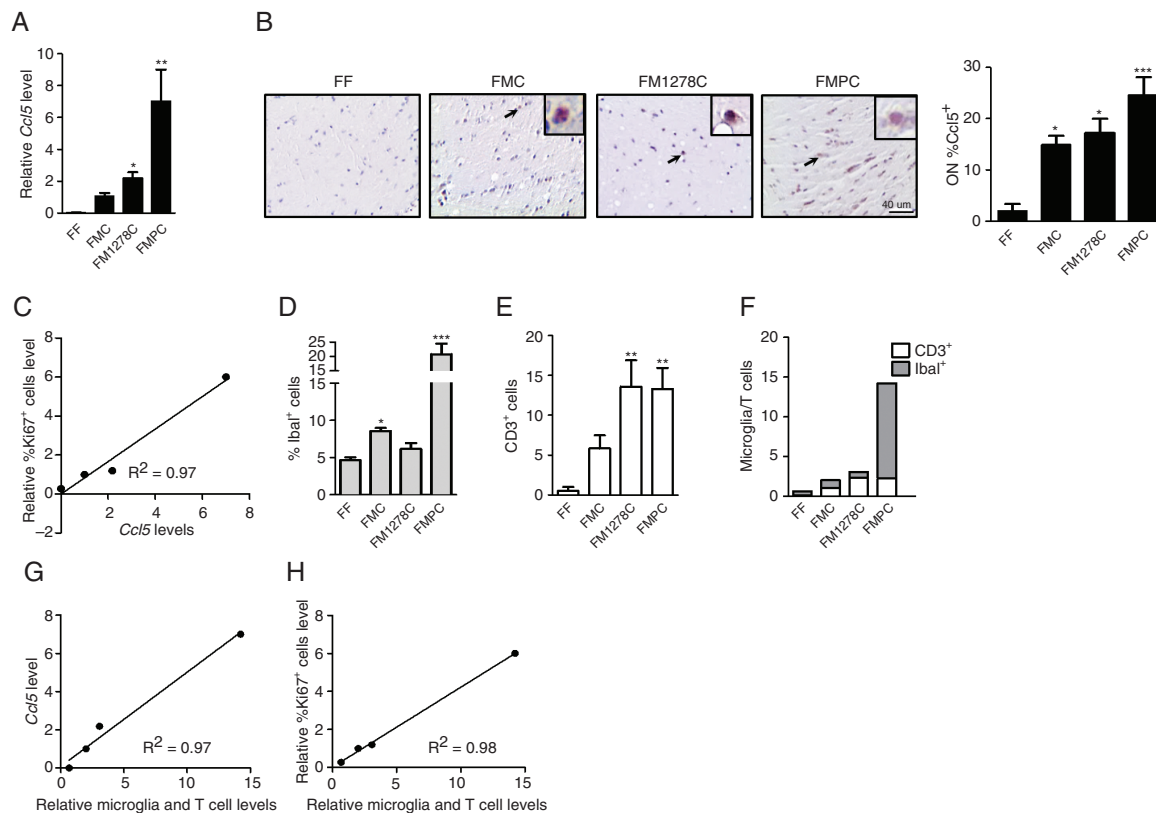 A
Relative Ccl5 level
10
8
6
4
2
0
*
**
FF
FMC
FM1278C
FMPC
B
FF
FMC
FM1278C
FMPC
40 um
ON %Ccl5+
30
20
10
0
*
*
***
FF
FMC
FM1278C
FMPC
C
Relative %Ki67+ cells level
8
6
4
2
0
−2
2
4
6
8
R2 = 0.97
Ccl5 levels
D
% Ibal+ cells
25
20
15
15
10
5
0
*
***
FF
FMC
FM1278C
FMPC
E
CD3+ cells
20
15
10
5
0
**
**
FF
FMC
FM1278C
FMPC
F
Microglia/T cells
20
15
10
5
0
CD3+
Ibal+
FF
FMC
FM1278C
FMPC
G
Ccl5 level
8
6
4
2
0
0
5
10
15
R2 = 0.97
Relative microglia and T cell levels
H
Relative %Ki67+ cells level
8
6
4
2
0
0
5
10
15
R2 = 0.98
Relative microglia and T cell levels